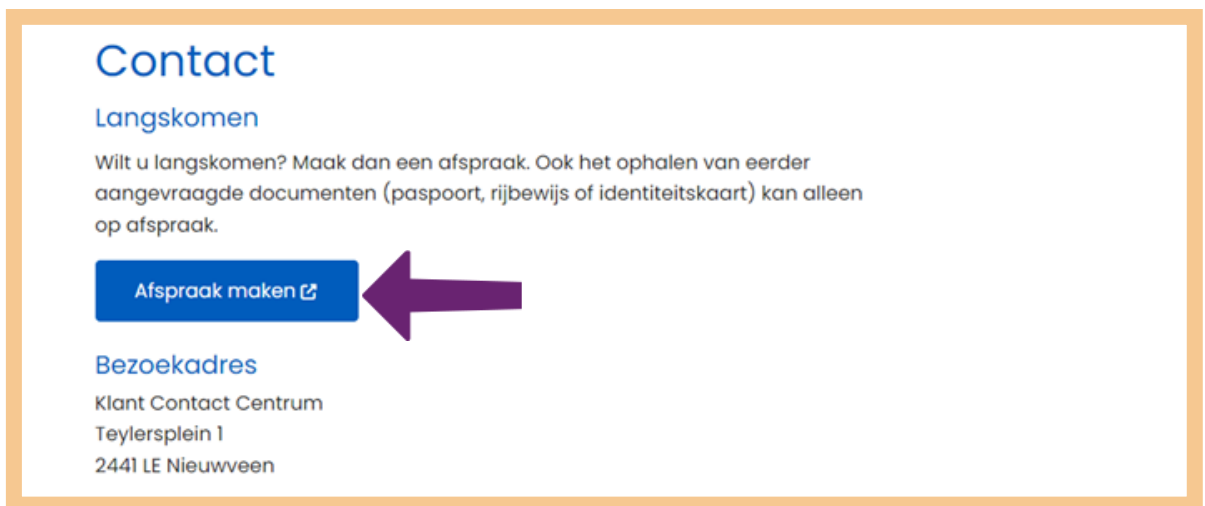 Contact
Langskomen
Wilt u langskomen? Maak dan een afspraak. Ook het ophalen van eerder
aangevraagde documenten (paspoort, rijbewijs of identiteitskaart) kan alleen
op afspraak.
Afspraak maken
Bezoekadres
Klant Contact Centrum
Teylersplein 1
2441 LE Nieuwveen